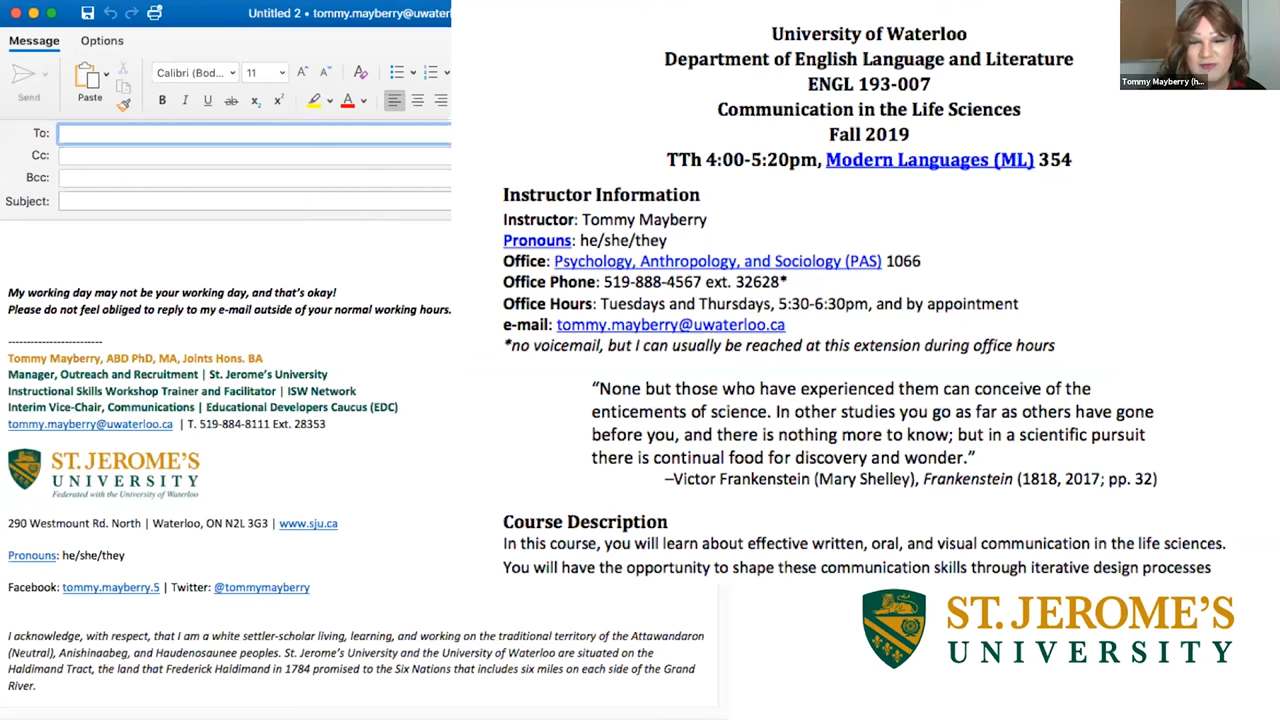 Untitled 2 • tommy.mayberry@uwater
Message
Options
Send
Paste
Calibri (Bod...
11
A
A
B
I
U
ab
x₂
x²
A
To:
Cc:
Bcc:
Subject:
My working day may not be your working day, and that's okay!
Please do not feel obliged to reply to my e-mail outside of your normal working hours.
-------------------------
Tommy Mayberry, ABD PhD, MA, Joints Hons. BA
Manager, Outreach and Recruitment | St. Jerome's University
Instructional Skills Workshop Trainer and Facilitator | ISW Network
Interim Vice-Chair, Communications | Educational Developers Caucus (EDC)
tommy.mayberry@uwaterloo.ca | T. 519-884-8111 Ext. 28353
ST. JEROME'S
UNIVERSITY
Federated with the University of Waterloo
290 Westmount Rd. North | Waterloo, ON N2L 3G3 | www.sju.ca
Pronouns: he/she/they
Facebook: tommy.mayberry.5 | Twitter: @tommymayberry
I acknowledge, with respect, that I am a white settler-scholar living, learning, and working on the traditional territory of the Attawandaron
(Neutral), Anishinaabeg, and Haudenosaunee peoples. St. Jerome's University and the University of Waterloo are situated on the
Haldimand Tract, the land that Frederick Haldimand in 1784 promised to the Six Nations that includes six miles on each side of the Grand
River.
University of Waterloo
Department of English Language and Literature
ENGL 193-007
Communication in the Life Sciences
Fall 2019
TTh 4:00-5:20pm, Modern Languages (ML) 354
Instructor Information
Instructor: Tommy Mayberry
Pronouns: he/she/they
Office: Psychology, Anthropology, and Sociology (PAS) 1066
Office Phone: 519-888-4567 ext. 32628*
Office Hours: Tuesdays and Thursdays, 5:30-6:30pm, and by appointment
e-mail: tommy.mayberry@uwaterloo.ca
*no voicemail, but I can usually be reached at this extension during office hours
“None but those who have experienced them can conceive of the
enticements of science. In other studies you go as far as others have gone
before you, and there is nothing more to know; but in a scientific pursuit
there is continual food for discovery and wonder.”
–Victor Frankenstein (Mary Shelley), Frankenstein (1818, 2017; pp. 32)
Course Description
In this course, you will learn about effective written, oral, and visual communication in the life sciences.
You will have the opportunity to shape these communication skills through iterative design processes
ST. JEROME'S
UNIVERSITY
Tommy Mayberry (h...